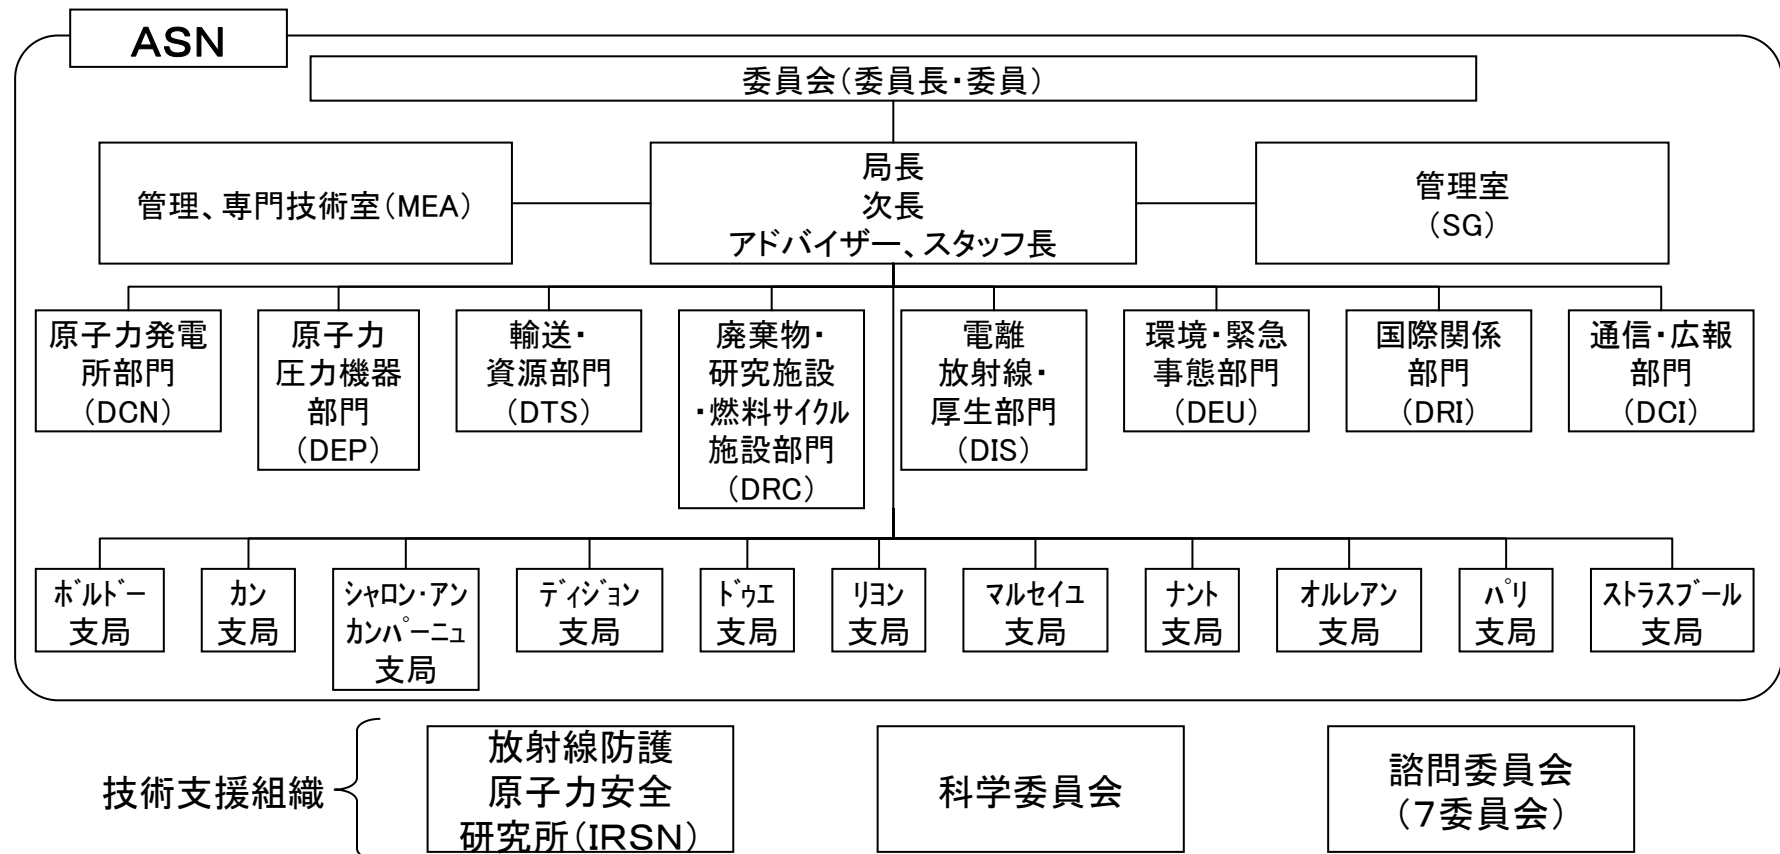 ASN
委員会(委員長・委員)
管理、専門技術室(MEA)
局長
次長
アドバイザー、スタッフ長
管理室
(SG)
原子力発電
所部門
(DCN)
原子力
圧力機器
部門
(DEP)
輸送・
資源部門
(DTS)
廃棄物・
研究施設
・燃料ｻｲｸﾙ
施設部門
(DRC)
電離
放射線・
厚生部門
(DIS)
環境・緊急
事態部門
(DEU)
国際関係
部門
(DRI)
通信・広報
部門
(DCI)
ﾎﾞﾙﾄﾞｰ
支局
ｶﾝ
支局
ｼｬﾛﾝ・ｱﾝ
ｶﾝﾊﾟｰﾆｭ
支局
ﾃﾞｨｼﾞｮﾝ
支局
ﾄﾞｩｴ
支局
ﾘﾖﾝ
支局
ﾏﾙｾｲﾕ
支局
ﾅﾝﾄ
支局
ｵﾙﾚｱﾝ
支局
ﾊﾟﾘ
支局
ｽﾄﾗｽﾌﾞｰﾙ
支局
技術支援組織
放射線防護
原子力安全
研究所(IRSN)
科学委員会
諮問委員会
(7委員会)